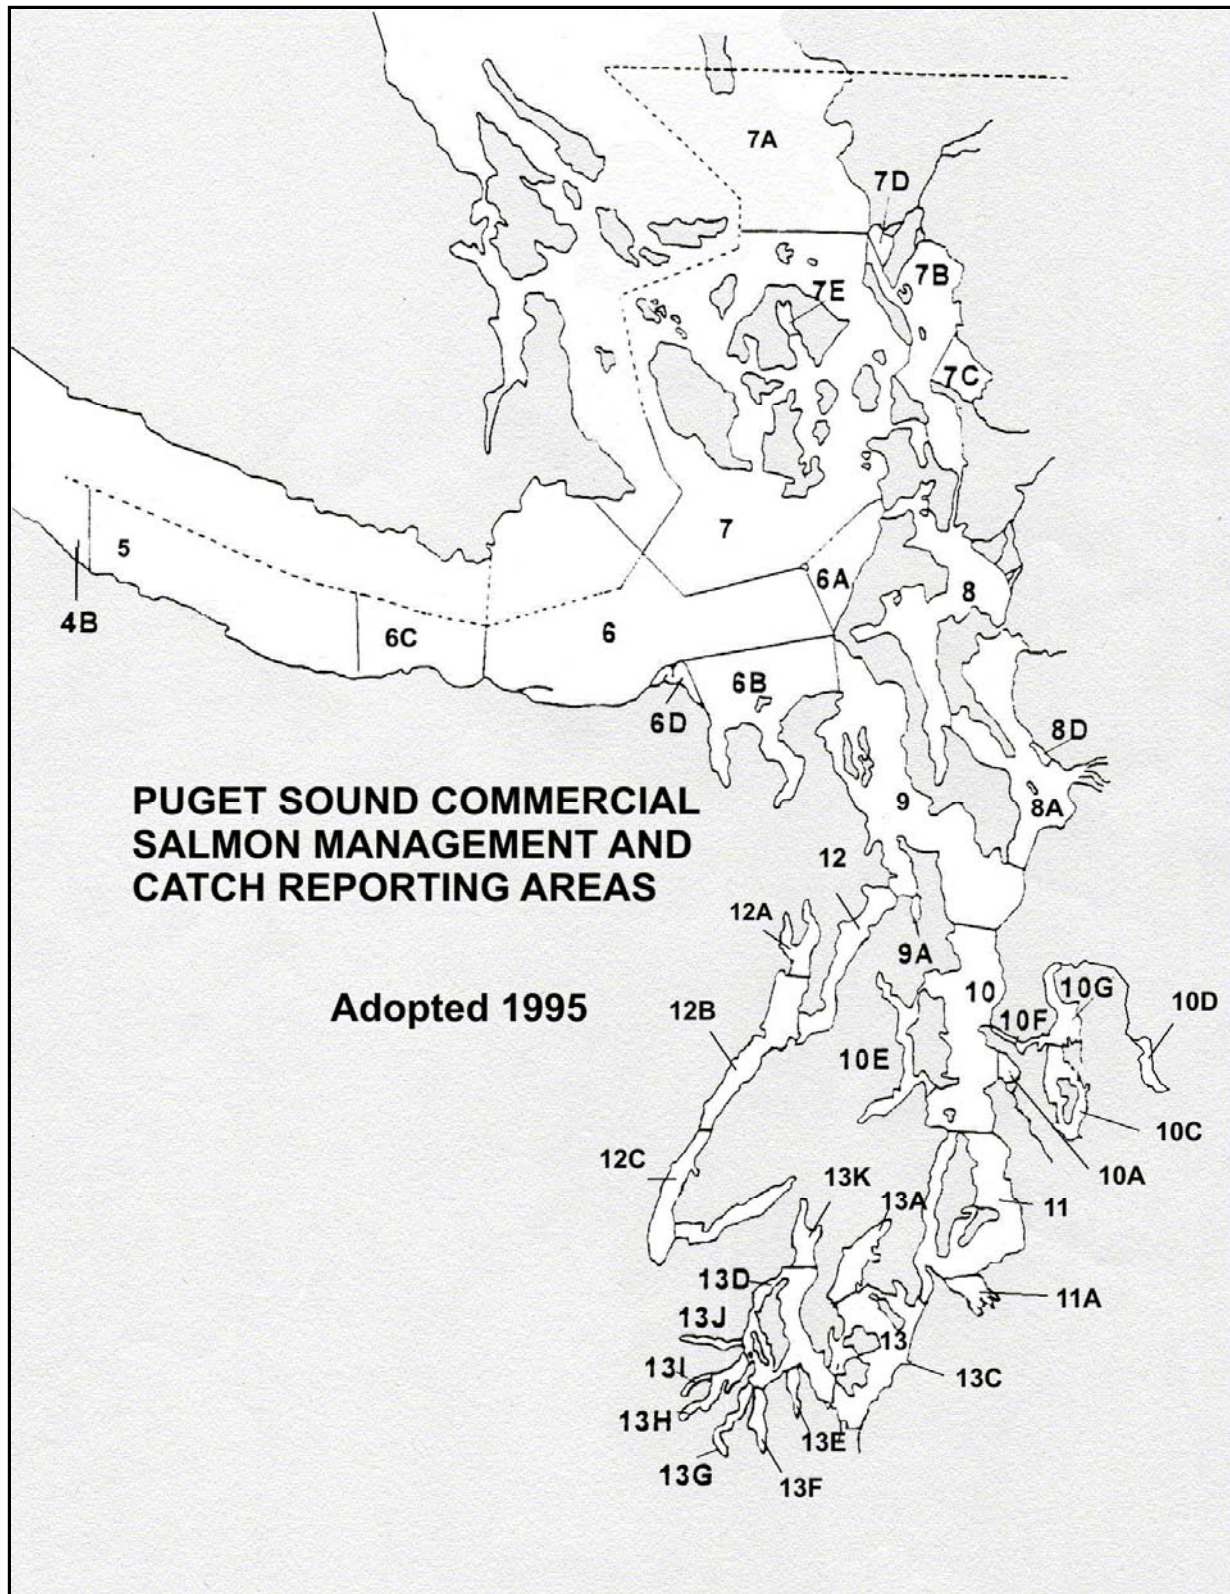 7A
7D
7B
7E
7C
7
5
4B
6C
6
6A
8
6B
6D
8D
8A
9
PUGET SOUND COMMERCIAL
SALMON MANAGEMENT AND
CATCH REPORTING AREAS
12
12A
9A
Adopted 1995
12B
10
10F
10G
10D
10E
10C
10A
12C
13K
13A
11
13D
11A
13J
13
13I
13C
13H
13E
13G
13F